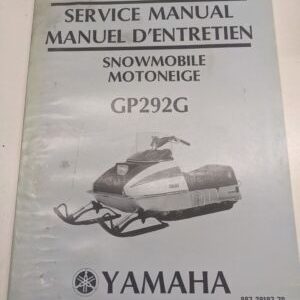 SERVICE MANUAL
MANUEL D'ENTRETIEN
SNOWMOBILE
MOTONEIGE
GP292G
YAMAHA